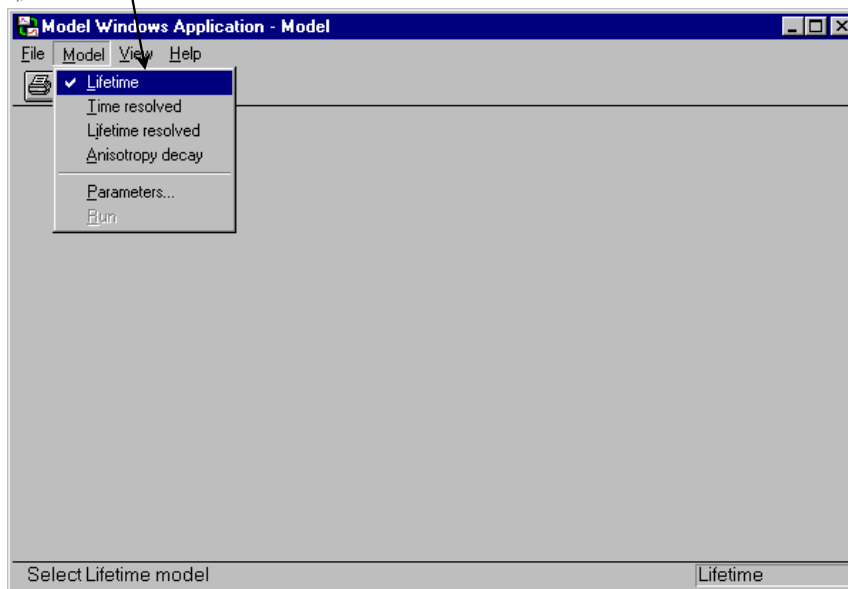 Model Windows Application - Model
File Model View Help
Lifetime
Time resolved
Lifetime resolved
Anisotropy decay
Parameters...
Run
Select Lifetime model Lifetime